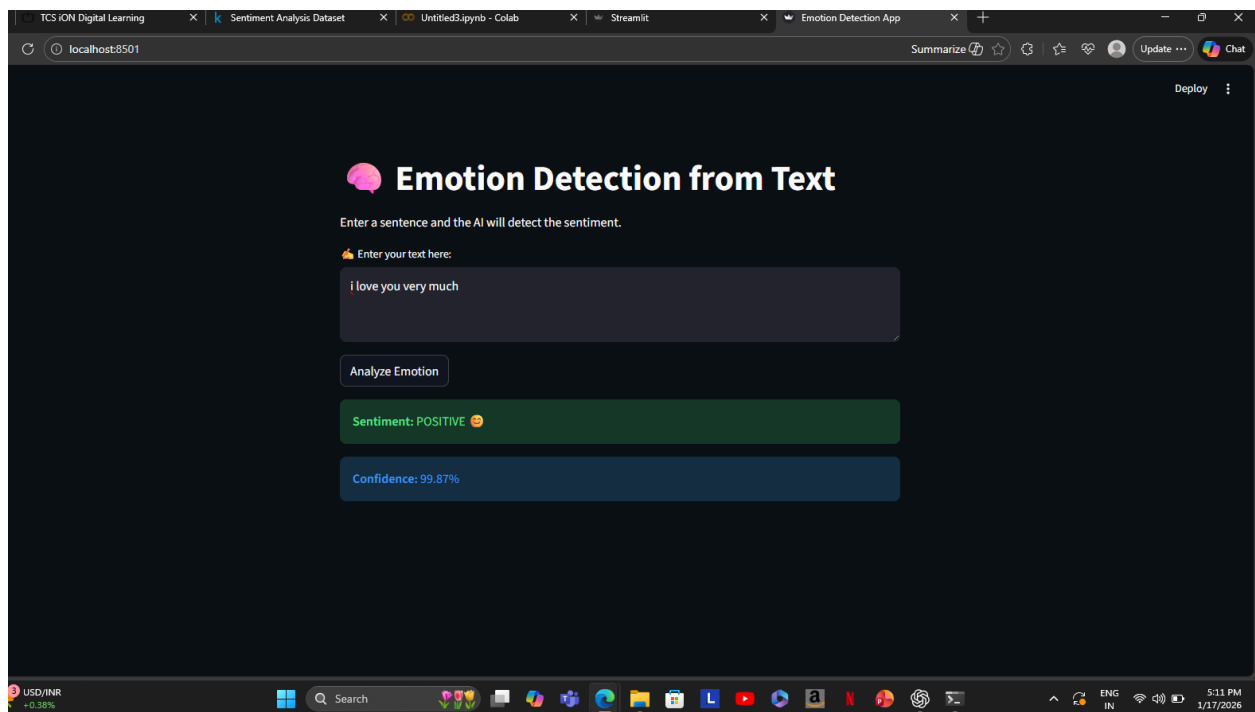 TCS iON Digital Learning
Sentiment Analysis Dataset
Untitled3.ipynb - Colab
Streamlit
Emotion Detection App
localhost:8501
Summarize
Update
Chat
Deploy
Emotion Detection from Text
Enter a sentence and the AI will detect the sentiment.
Enter your text here:
i love you very much
Analyze Emotion
Sentiment: POSITIVE
Confidence: 99.87%
3
USD/INR
+0.38%
Search
ENG
IN
5:11 PM
1/17/2026